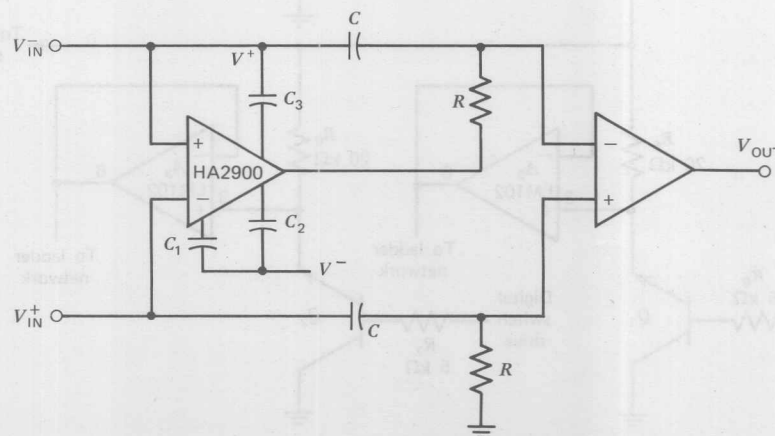 C
V⁻IN
V⁺
C₃
R
+
HA2900
−
−
+
VOUT
C₁
C₂
V⁻
V⁺IN
C
R